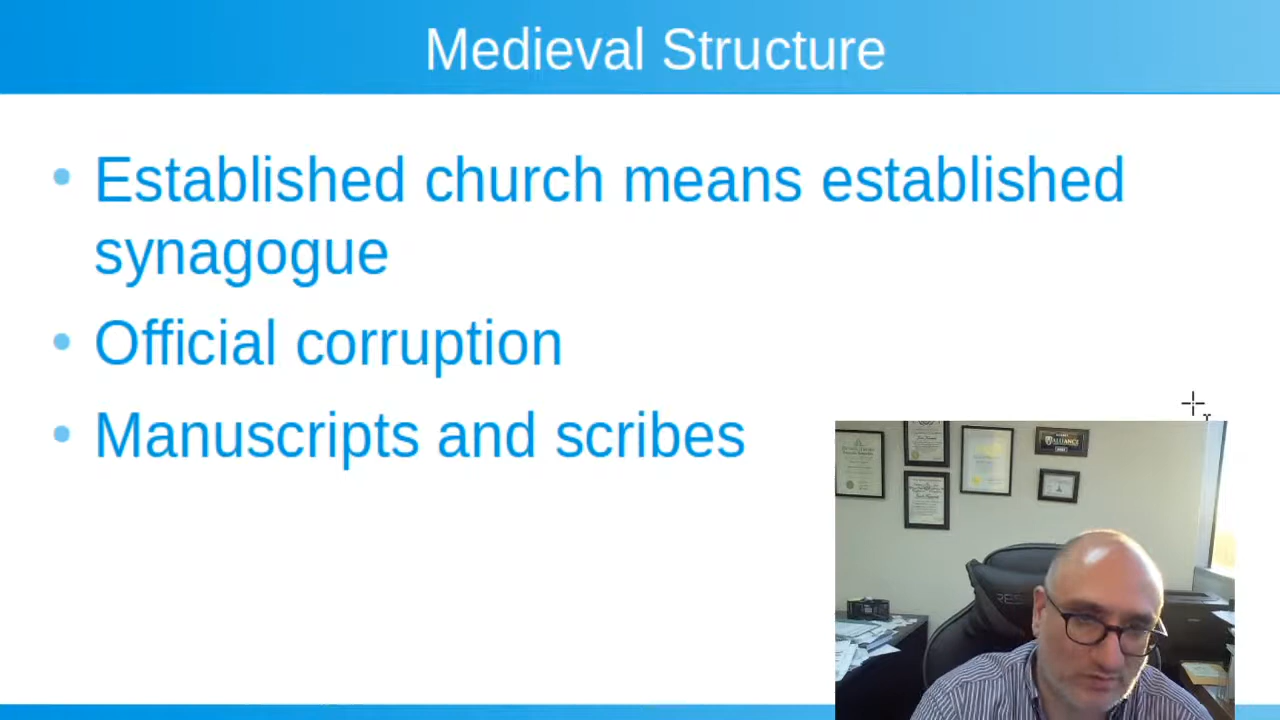 Medieval Structure
• Established church means established
synagogue
• Official corruption
• Manuscripts and scribes